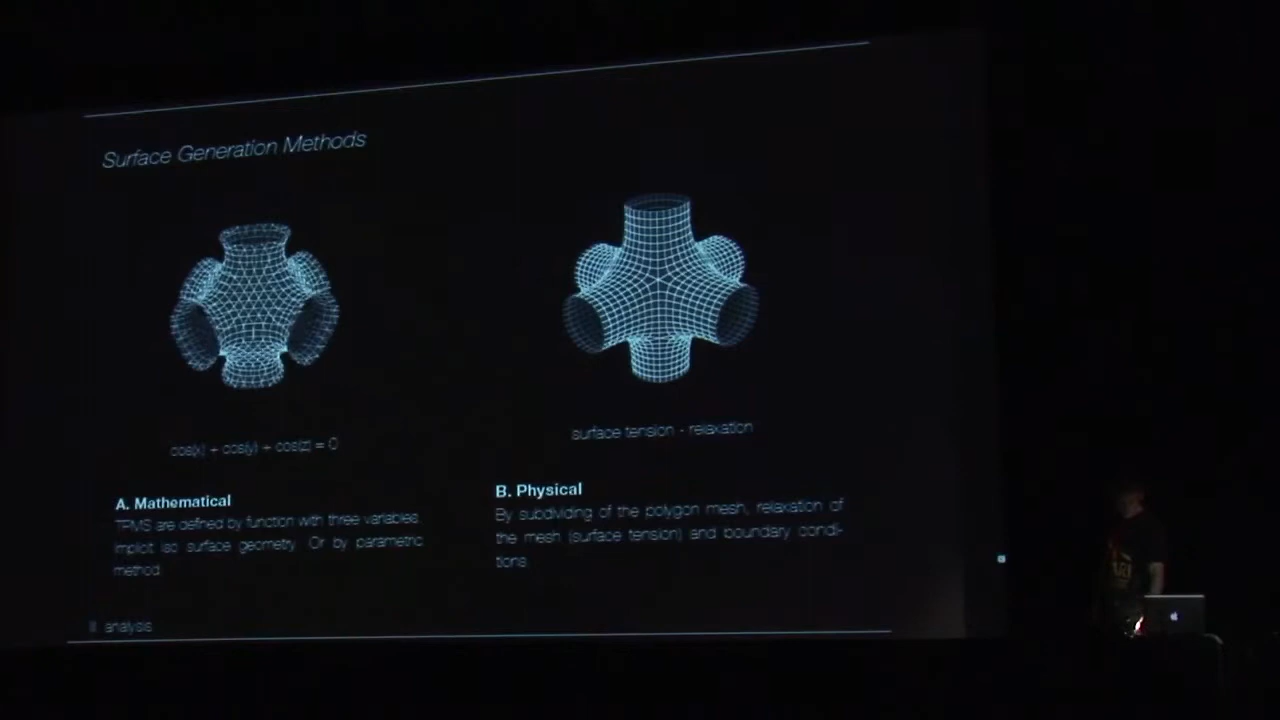 Surface Generation Methods
cos(x) + cos(y) + cos(z) = 0
surface tension - relaxation
A. Mathematical
TPMS are defined by function with three variables,
implicit iso surface geometry. Or by parametric
method.
B. Physical
By subdividing of the polygon mesh, relaxation of
the mesh (surface tension) and boundary condi-
tions
II. analysis